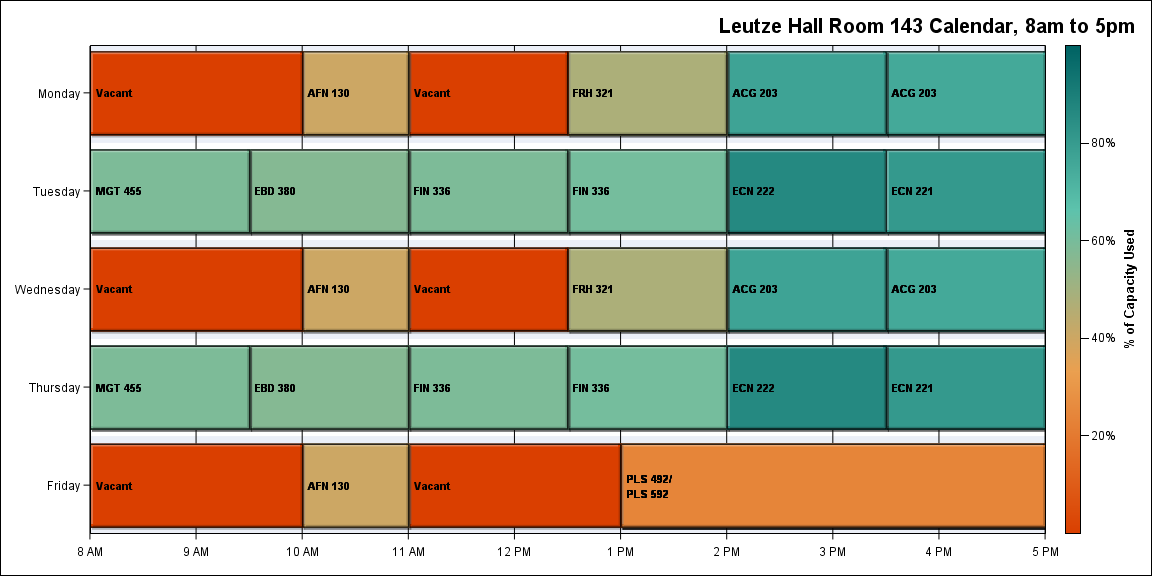 Leutze Hall Room 143 Calendar, 8am to 5pm
Monday
Vacant
AFN 130
Vacant
FRH 321
ACG 203
ACG 203
Tuesday
MGT 455
EBD 380
FIN 336
FIN 336
ECN 222
ECN 221
Wednesday
Vacant
AFN 130
Vacant
FRH 321
ACG 203
ACG 203
Thursday
MGT 455
EBD 380
FIN 336
FIN 336
ECN 222
ECN 221
Friday
Vacant
AFN 130
Vacant
PLS 492/
PLS 592
8 AM
9 AM
10 AM
11 AM
12 PM
1 PM
2 PM
3 PM
4 PM
5 PM
80%
60%
40%
20%
% of Capacity Used